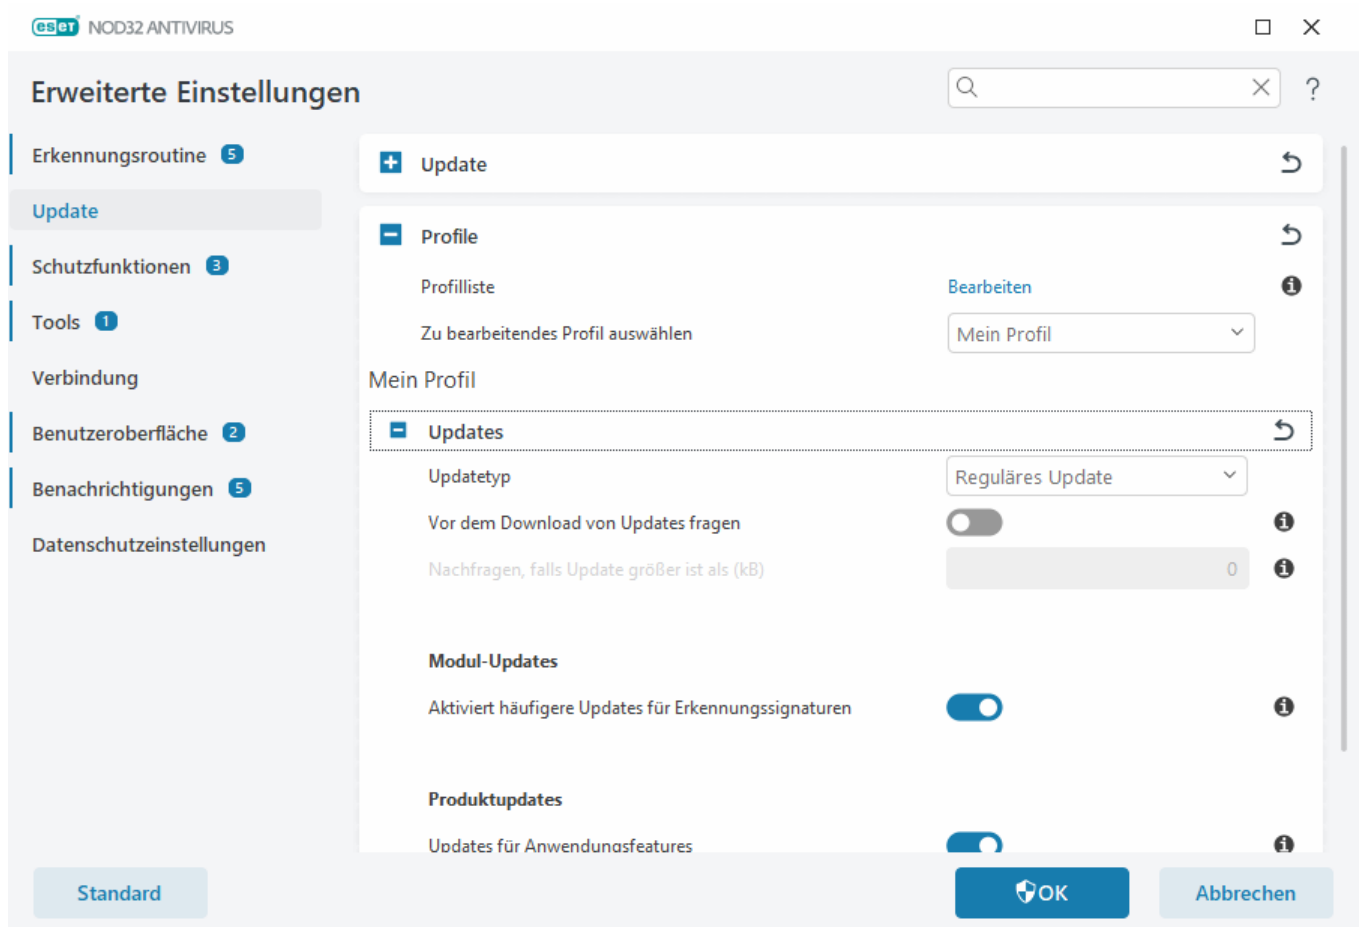 eset NOD32 ANTIVIRUS
Erweiterte Einstellungen
?
Erkennungsroutine 5
Update
Schutzfunktionen 3
Tools 1
Verbindung
Benutzeroberfläche 2
Benachrichtigungen 5
Datenschutzeinstellungen
Update
Profile
Profilliste Bearbeiten
Zu bearbeitendes Profil auswählen Mein Profil
Mein Profil
Updates
Updatetyp Reguläres Update
Vor dem Download von Updates fragen
Nachfragen, falls Update größer ist als (kB) 0
Modul-Updates
Aktiviert häufigere Updates für Erkennungssignaturen
Produktupdates
Updates für Anwendungsfeatures
Standard OK Abbrechen